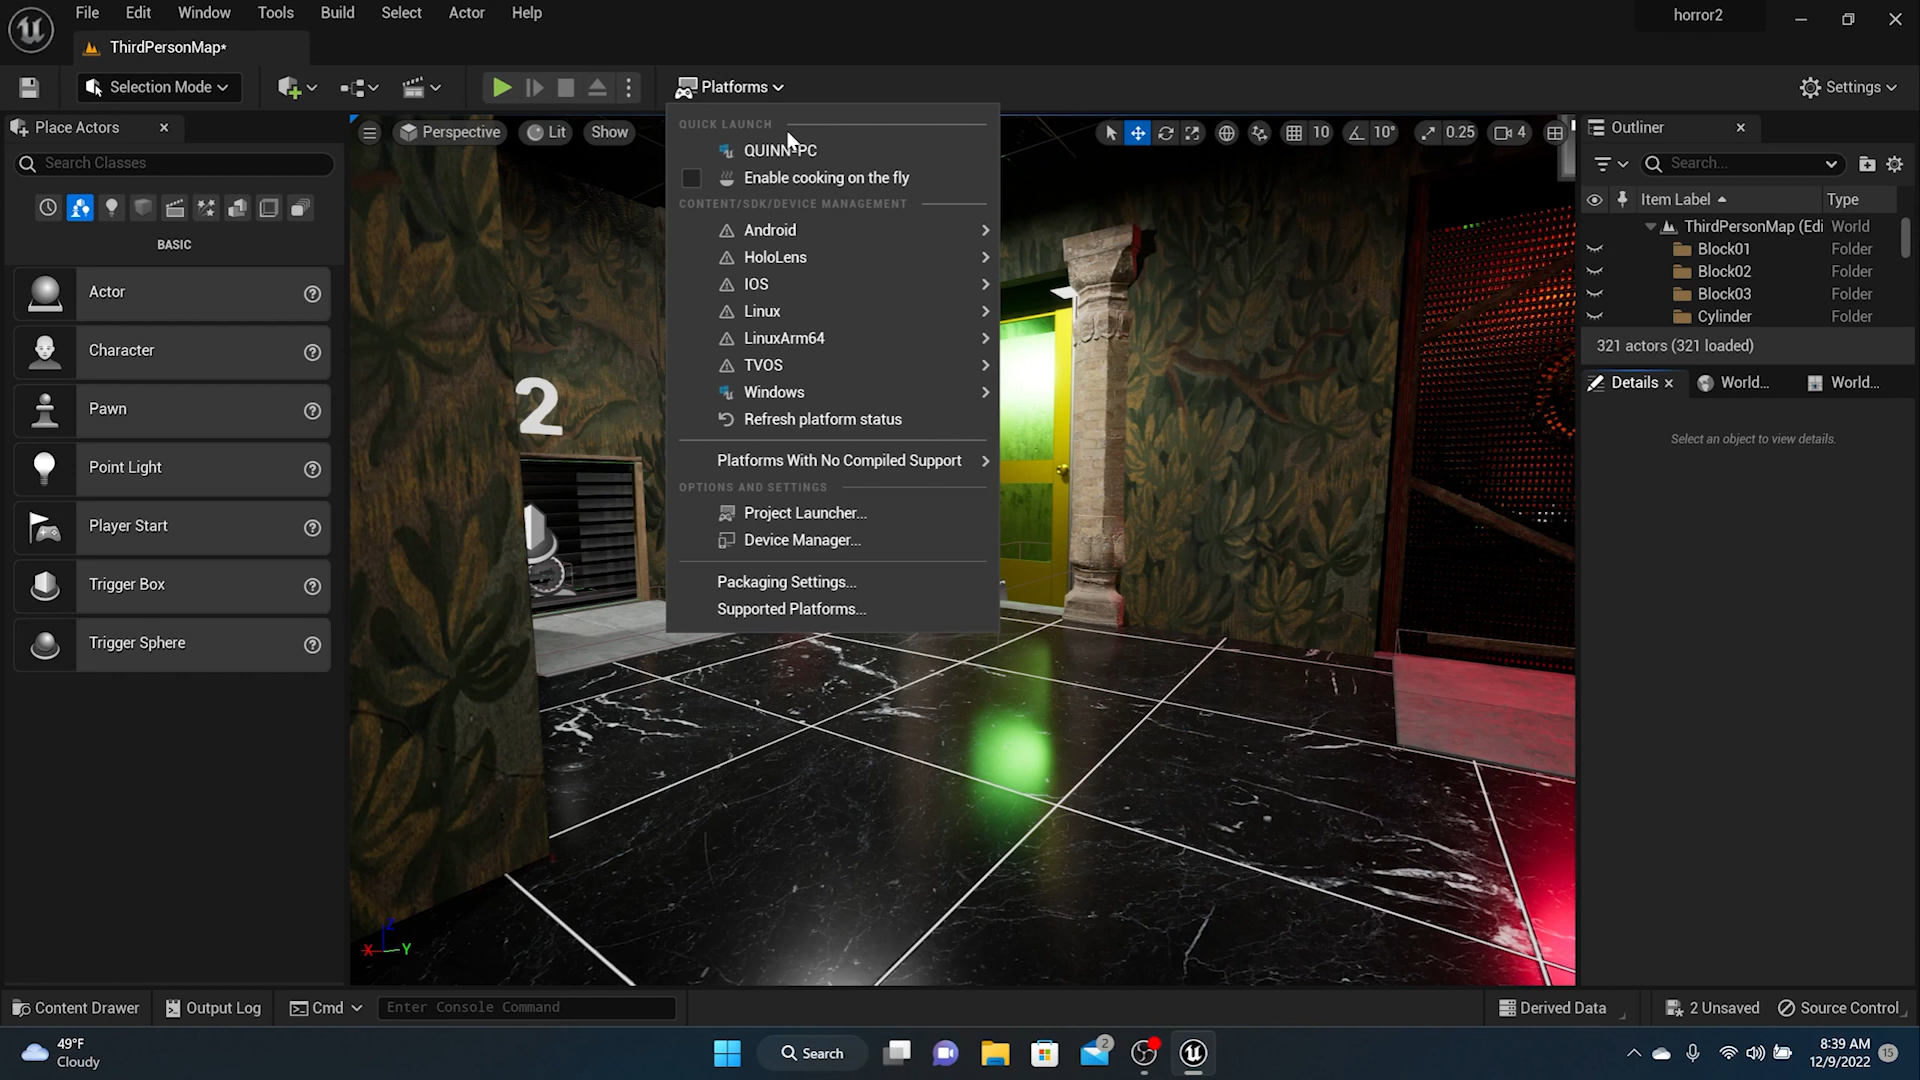 File Edit Window Tools Build Select Actor Help
horror2
ThirdPersonMap*
Selection Mode
Platforms
Settings
Place Actors
Search Classes
BASIC
Actor
Character
Pawn
Point Light
Player Start
Trigger Box
Trigger Sphere
Perspective
Lit
Show
QUICK LAUNCH
QUINN-PC
Enable cooking on the fly
CONTENT/SDK/DEVICE MANAGEMENT
Android
HoloLens
IOS
Linux
LinuxArm64
TVOS
Windows
Refresh platform status
Platforms With No Compiled Support
OPTIONS AND SETTINGS
Project Launcher...
Device Manager...
Packaging Settings...
Supported Platforms...
10 10° 0.25 4
2
X Y Z
Outliner
Search...
Item Label Type
ThirdPersonMap (Edi World
Block01 Folder
Block02 Folder
Block03 Folder
Cylinder Folder
321 actors (321 loaded)
Details World... World...
Select an object to view details.
Content Drawer Output Log Cmd Enter Console Command
Derived Data 2 Unsaved Source Control
49°F
Cloudy
Search
2
8:39 AM
12/9/2022
15